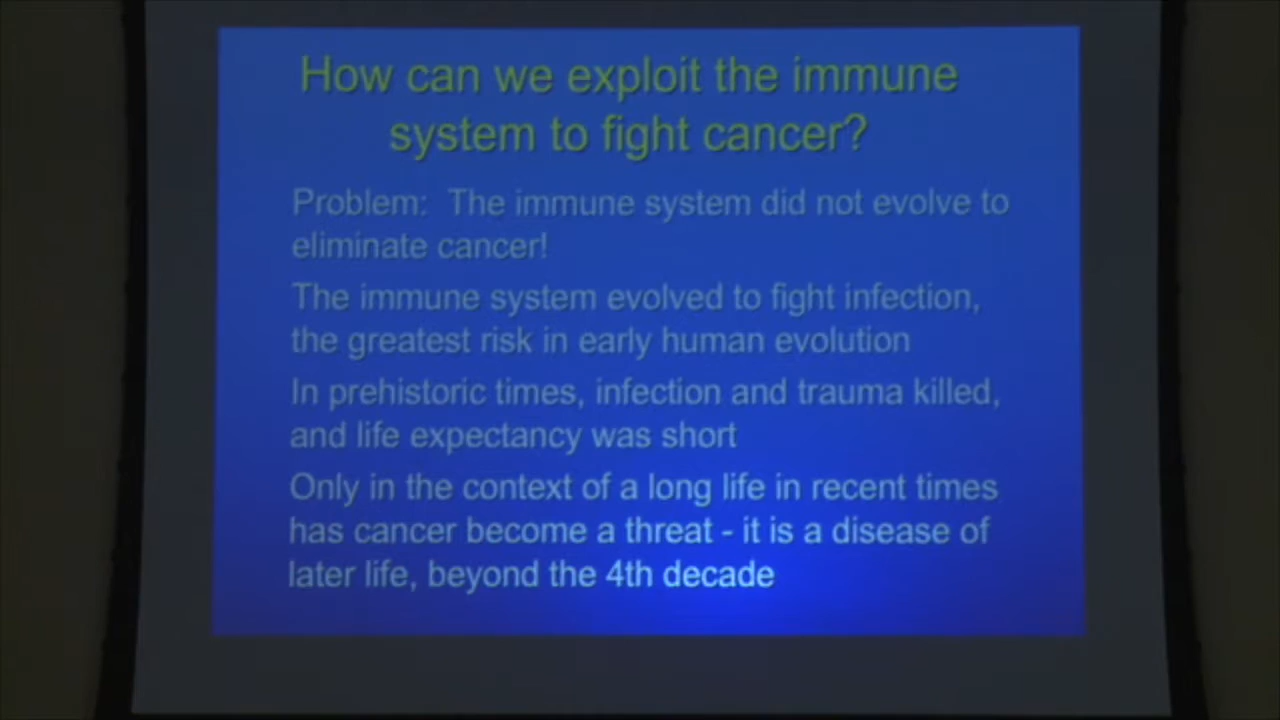 How can we exploit the immune
system to fight cancer?
Problem: The immune system did not evolve to
eliminate cancer!
The immune system evolved to fight infection,
the greatest risk in early human evolution
In prehistoric times, infection and trauma killed,
and life expectancy was short
Only in the context of a long life in recent times
has cancer become a threat - it is a disease of
later life, beyond the 4th decade